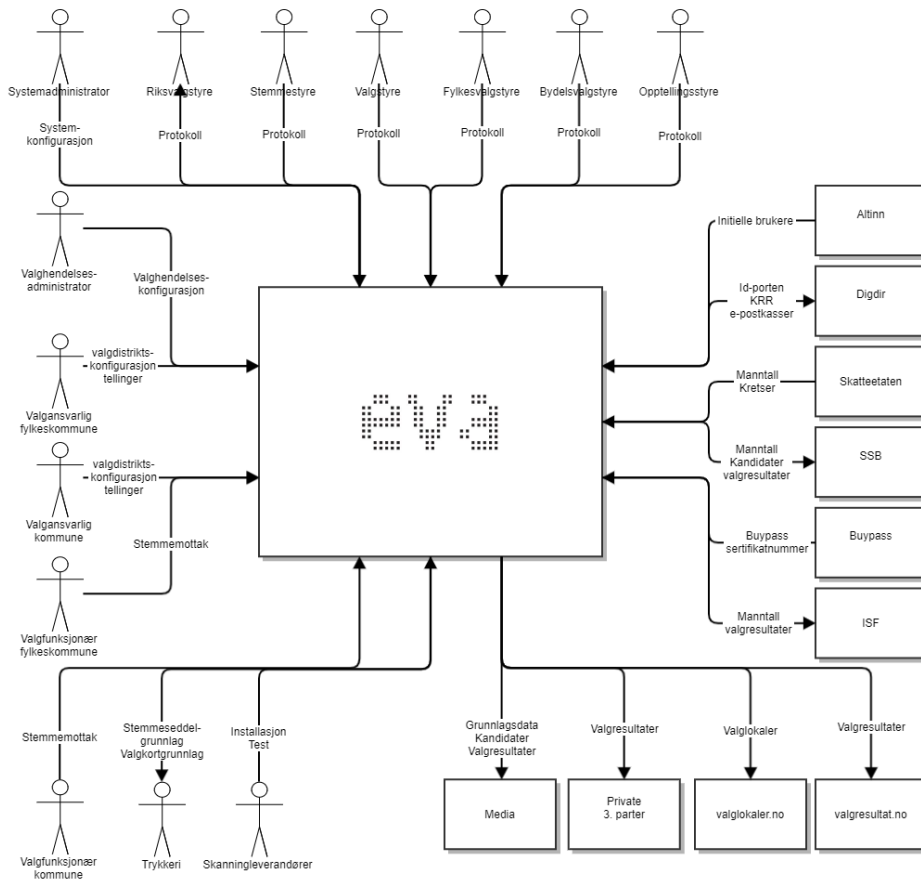 Systemadministrator
Riksvalgstyre
Stemmestyre
Valgstyre
Fylkesvalgstyre
Bydelsvalgstyre
Opptellingsstyre
System-
konfigurasjon
Protokoll
Protokoll
Protokoll
Protokoll
Protokoll
Protokoll
Valghendelses-
administrator
Valghendelses-
konfigurasjon
Initielle brukere
Altinn
Id-porten
KRR
e-postkasser
Digdir
Valgansvarlig
fylkeskommune
valgdistrikts-
konfigurasjon
tellinger
eva
Manntall
Kretser
Skatteetaten
Valgansvarlig
kommune
valgdistrikts-
konfigurasjon
tellinger
Manntall
Kandidater
valgresultater
SSB
Stemmemottak
Buypass
sertifikatnummer
Buypass
Valgfunksjonær
fylkeskommune
Manntall
valgresultater
ISF
Stemmemottak
Stemmeseddel-
grunnlag
Valgkortgrunnlag
Installasjon
Test
Grunnlagsdata
Kandidater
Valgresultater
Valgresultater
Valglokaler
Valgresultater
Valgfunksjonær
kommune
Trykkeri
Skanningleverandører
Media
Private
3. parter
valglokaler.no
valgresultat.no